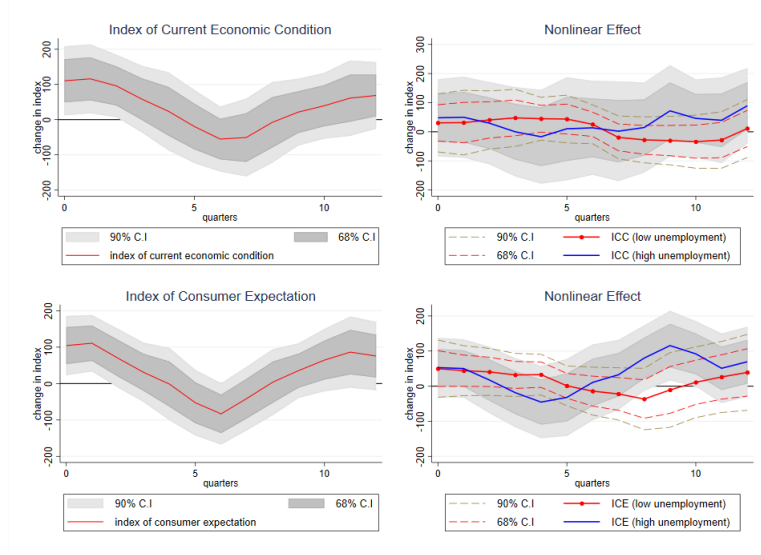 Index of Current Economic Condition
change in index
-200 -100 0 100 200
0 5 10
quarters
90% C.I 68% C.I
index of current economic condition
Nonlinear Effect
change in index
-200 -100 0 100 200 300
0 5 10
quarters
90% C.I ICC (low unemployment)
68% C.I ICC (high unemployment)
Index of Consumer Expectation
change in index
-200 -100 0 100 200
0 5 10
quarters
90% C.I 68% C.I
index of consumer expectation
Nonlinear Effect
change in index
-200 -100 0 100 200
0 5 10
quarters
90% C.I ICE (low unemployment)
68% C.I ICE (high unemployment)